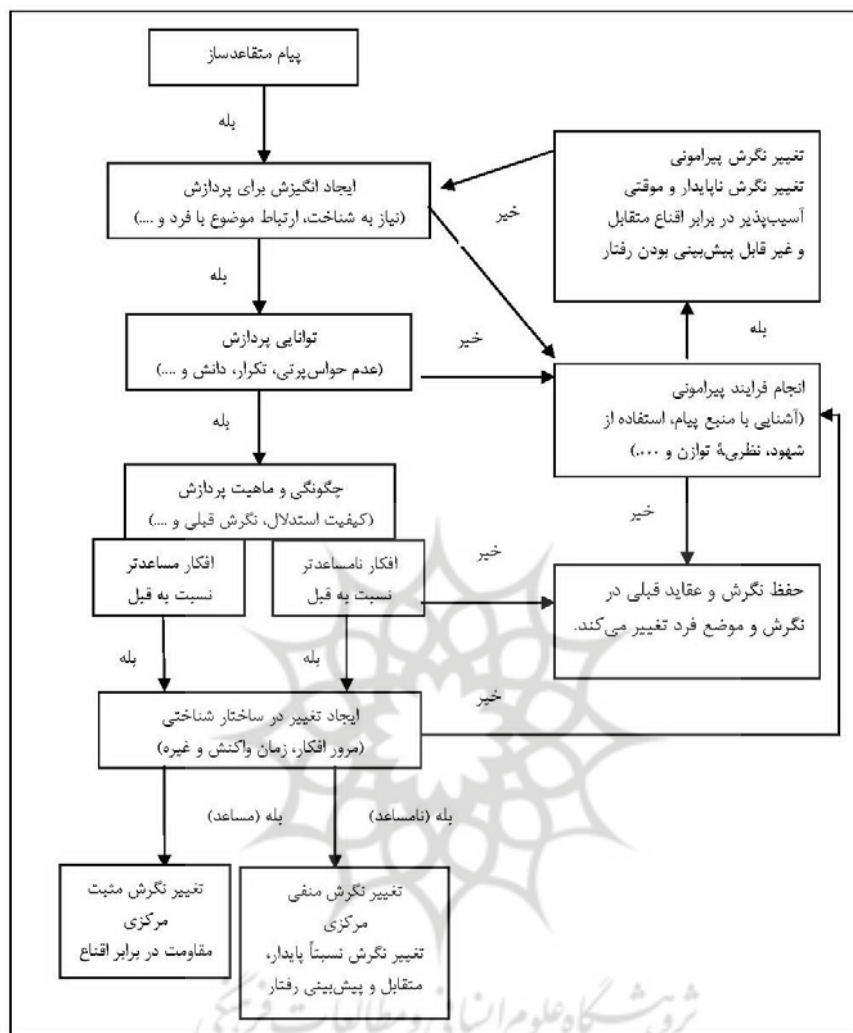 پیام متقاعدساز
بله
ایجاد انگیزش برای پردازش
(نیاز به شناخت، ارتباط موضوع با فرد و ....)
خیر
تغییر نگرش پیرامونی
تغییر نگرش ناپایدار و موقتی
آسیب‌پذیر در برابر اقناع متقابل
و غیر قابل پیش‌بینی بودن رفتار
بله
بله
توانایی پردازش
(عدم حواس‌پرتی، تکرار، دانش و ....)
خیر
انجام فرایند پیرامونی
(آشنایی با منبع پیام، استفاده از
شهود، نظریهٔ توازن و ....)
بله
چگونگی و ماهیت پردازش
(کیفیت استدلال، نگرش قبلی و ....)
خیر
افکار نامساعدتر
نسبت به قبل
افکار مساعدتر
نسبت به قبل
خیر
حفظ نگرش و عقاید قبلی در
نگرش و موضع فرد تغییر می‌کند.
بله
بله
خیر
ایجاد تغییر در ساختار شناختی
(مرور افکار، زمان واکنش و غیره)
بله (نامساعد)
بله (مساعد)
تغییر نگرش منفی
مرکزی
تغییر نگرش نسبتاً پایدار،
متقابل و پیش‌بینی رفتار
تغییر نگرش مثبت
مرکزی
مقاومت در برابر اقناع
پژوهشگاه علوم انسانی و مطالعات فرهنگی